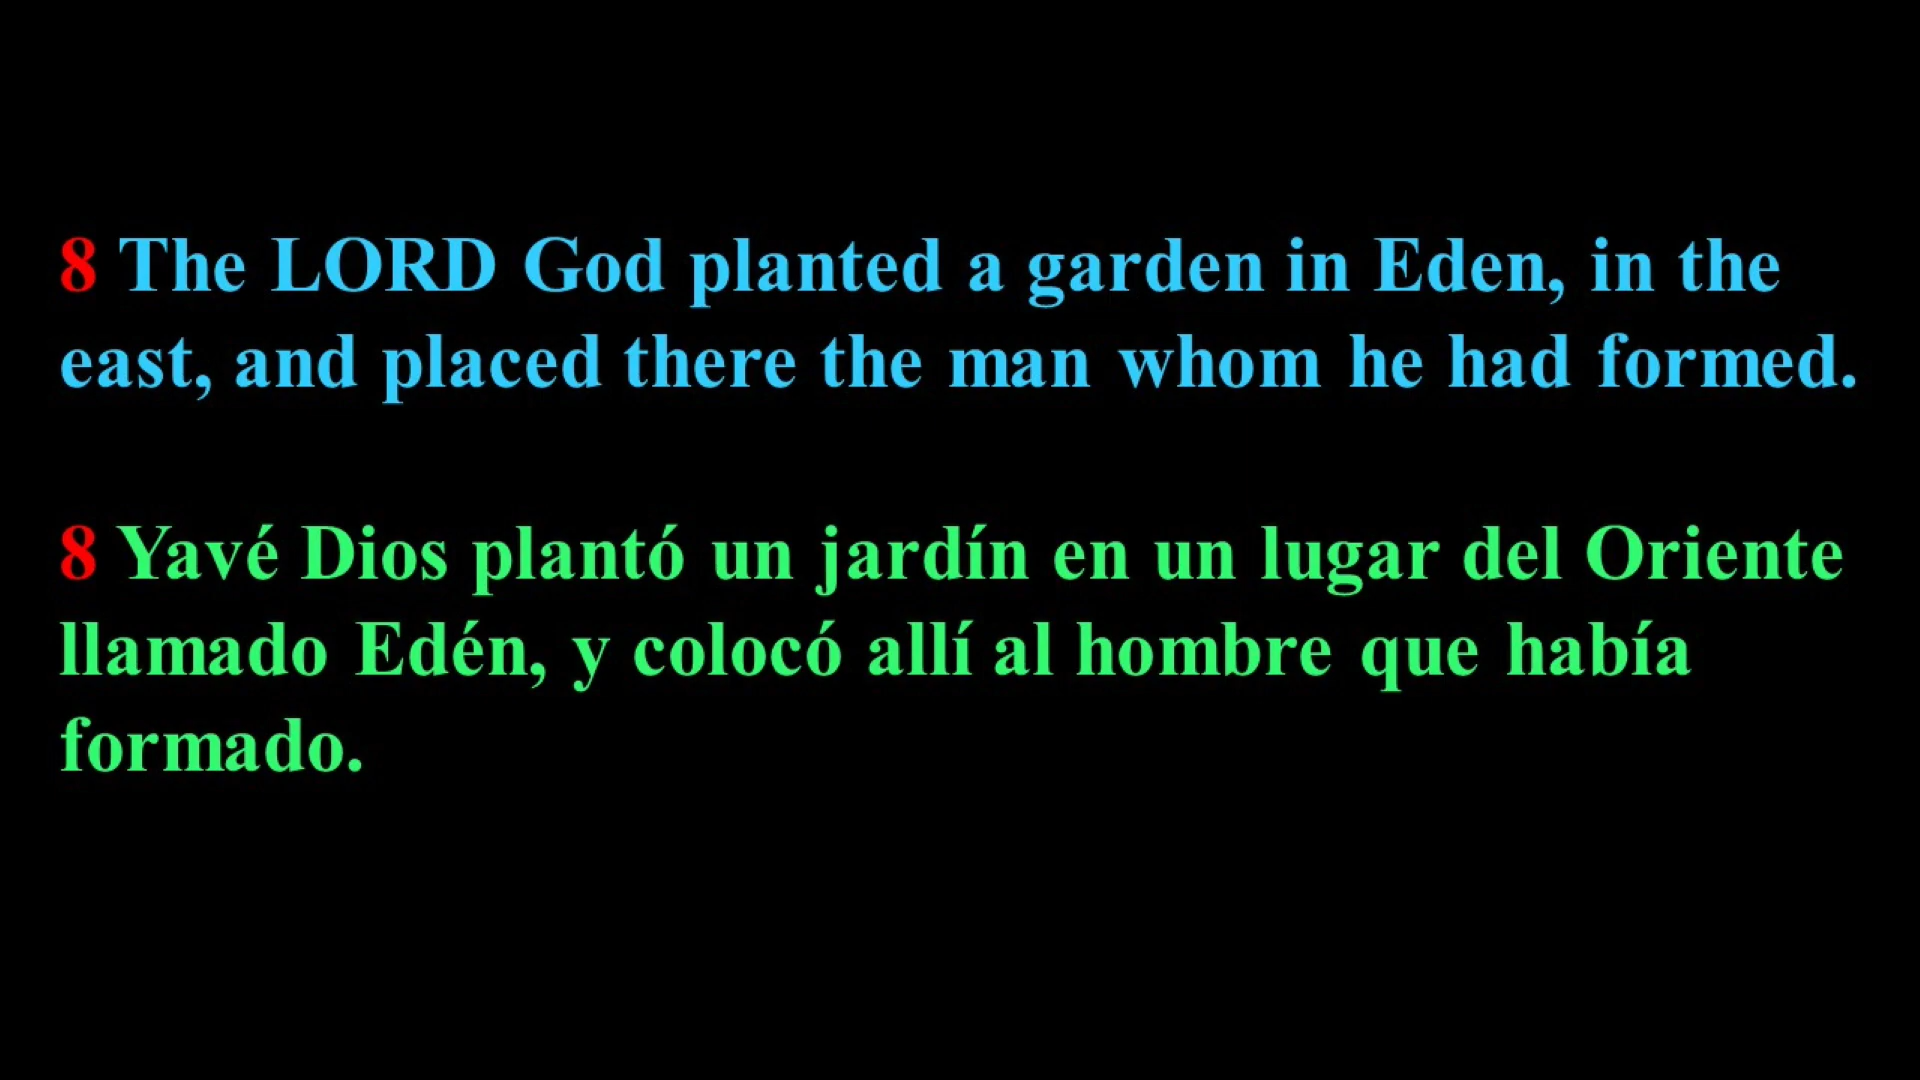 8 The LORD God planted a garden in Eden, in the
east, and placed there the man whom he had formed.
8 Yavé Dios plantó un jardín en un lugar del Oriente
llamado Edén, y colocó allí al hombre que había
formado.